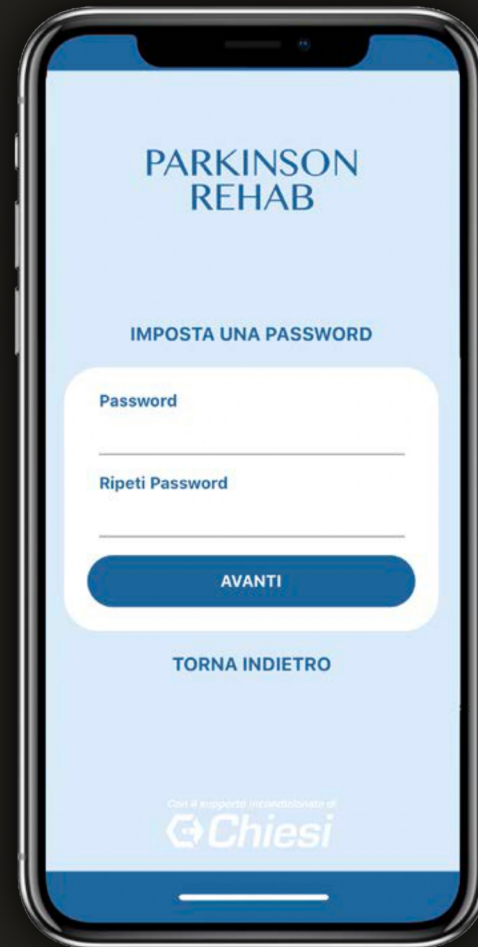 PARKINSON
REHAB
IMPOSTA UNA PASSWORD
Password
Ripeti Password
AVANTI
TORNA INDIETRO
Con il supporto incondizionato di
Chiesi